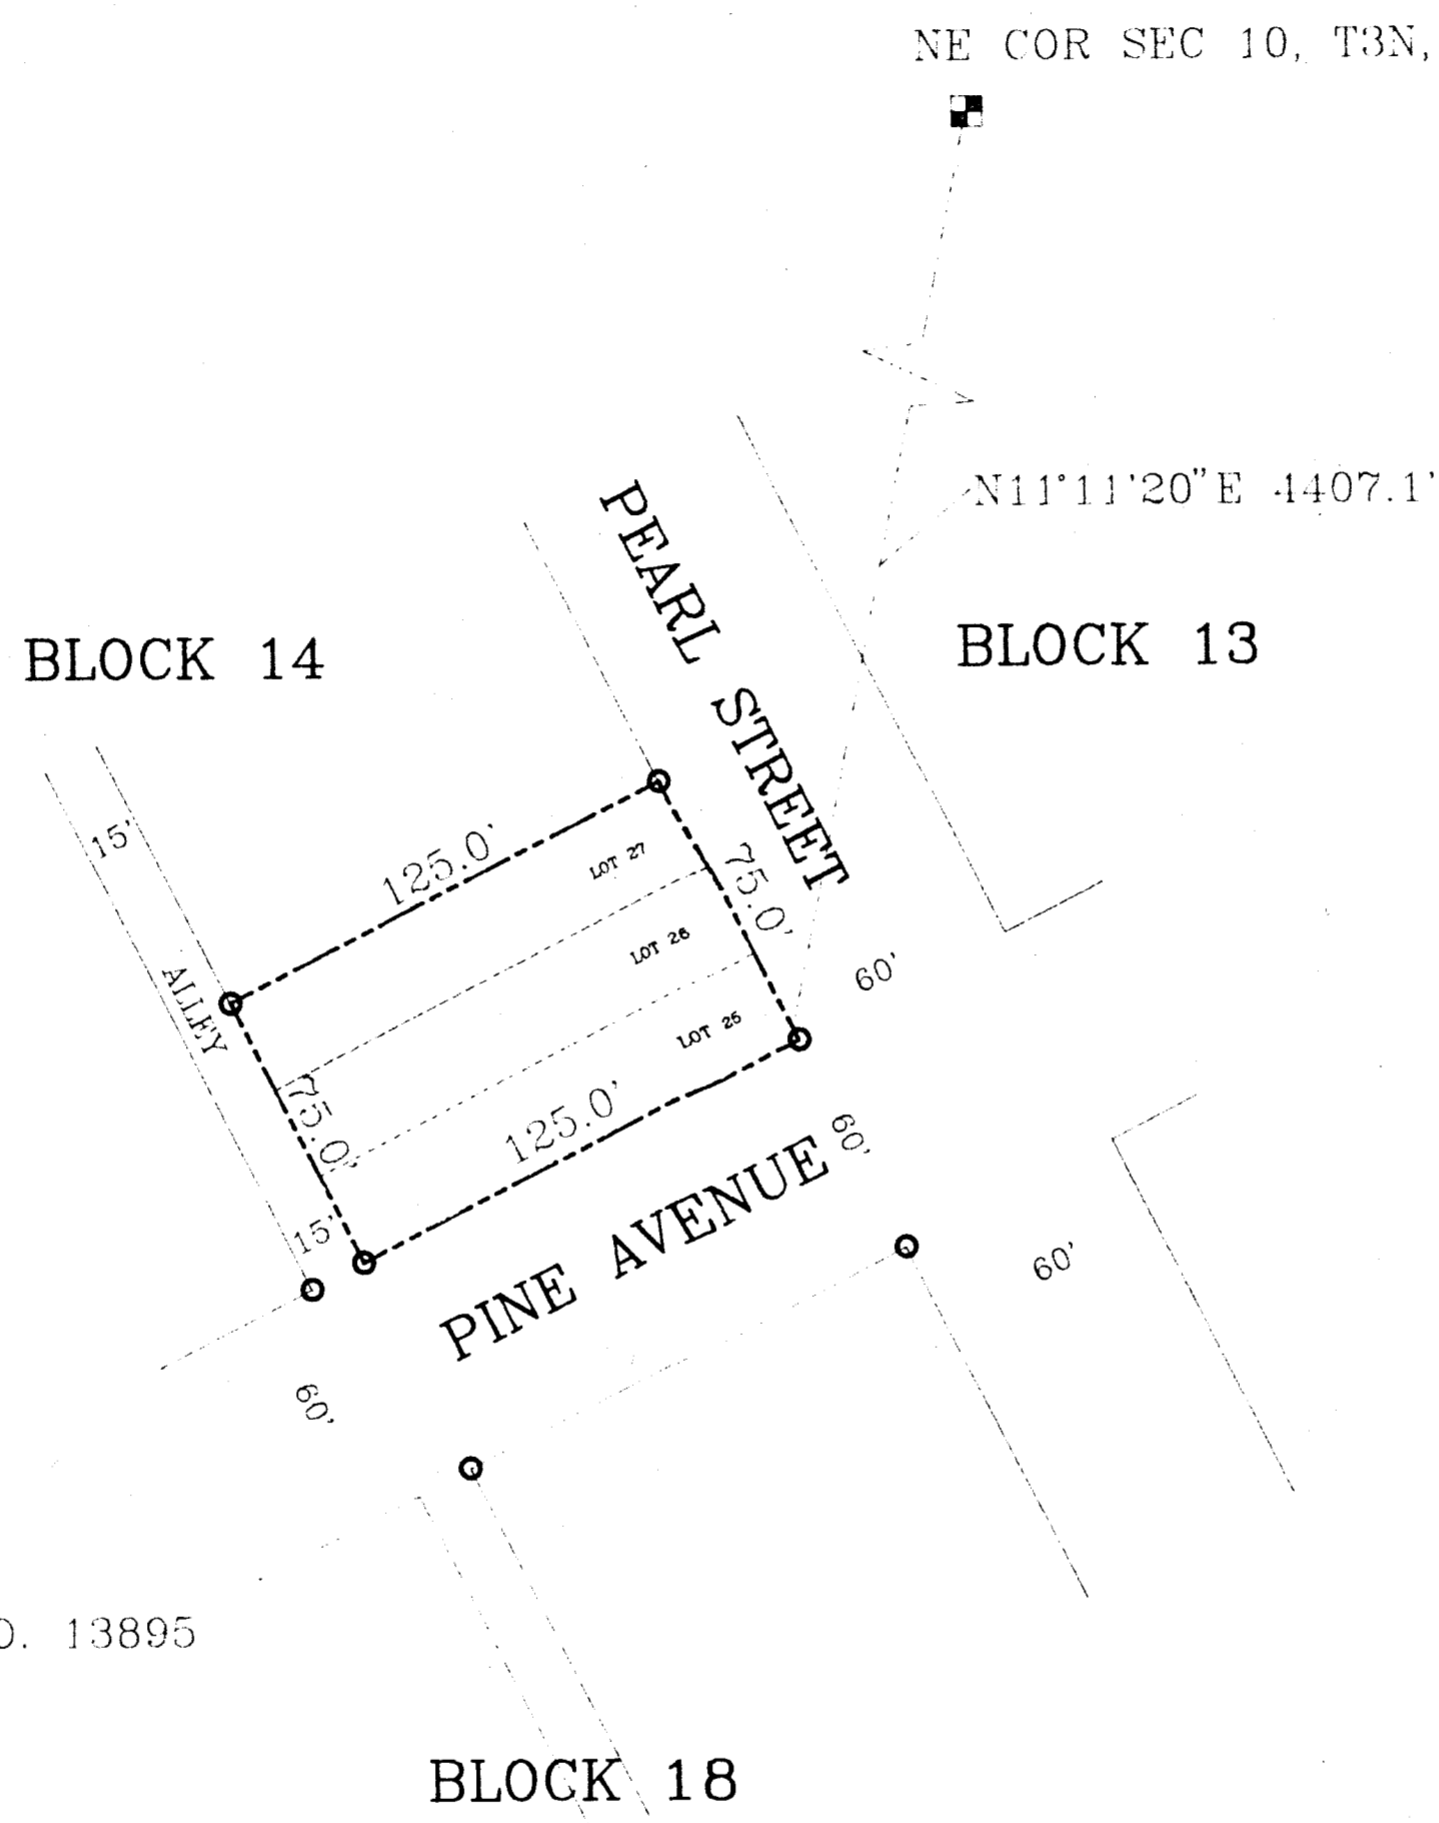 NE COR SEC 10, T3N,
N11°11'20"E 4407.1'
PEARL STREET
BLOCK 14
BLOCK 13
15'
125.0'
LOT 27
75.0'
LOT 26
ALLEY
60'
LOT 25
75.0'
125.0'
60'
PINE AVENUE
15'
60'
60'
O. 13895
BLOCK 18